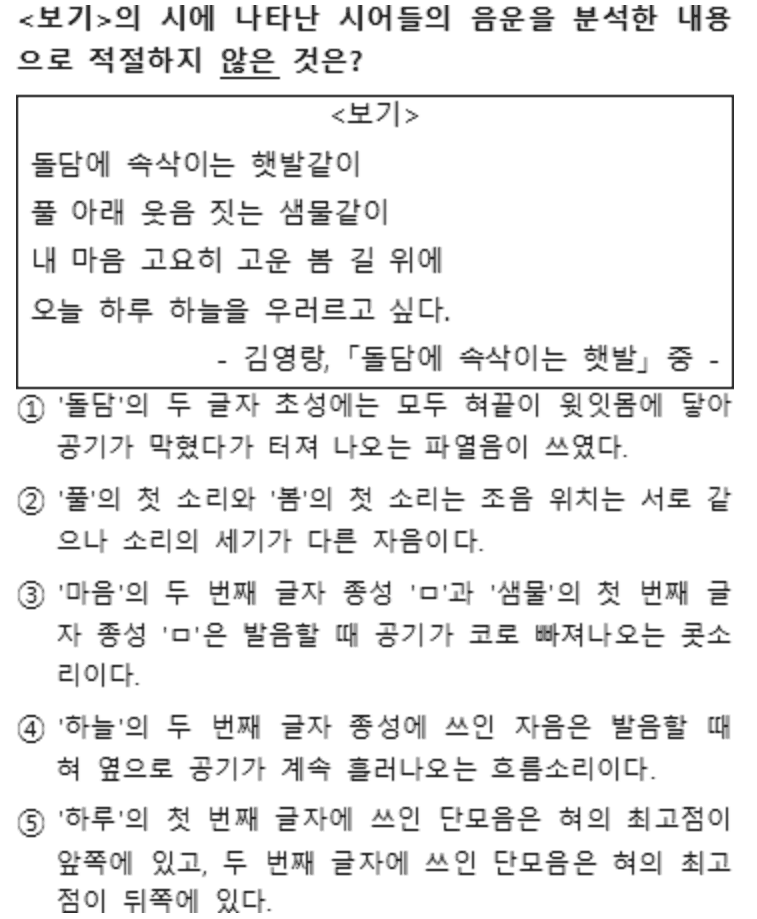 <보기>의 시에 나타난 시어들의 음운을 분석한 내용
으로 적절하지 않은 것은?
<보기>
돌담에 속삭이는 햇발같이
풀 아래 웃음 짓는 샘물같이
내 마음 고요히 고운 봄 길 위에
오늘 하루 하늘을 우러르고 싶다.
- 김영랑, 「돌담에 속삭이는 햇발」 중 -
① '돌담'의 두 글자 초성에는 모두 혀끝이 윗잇몸에 닿아
공기가 막혔다가 터져 나오는 파열음이 쓰였다.
② '풀'의 첫 소리와 '봄'의 첫 소리는 조음 위치는 서로 같
으나 소리의 세기가 다른 자음이다.
③ '마음'의 두 번째 글자 종성 'ㅁ'과 '샘물'의 첫 번째 글
자 종성 'ㅁ'은 발음할 때 공기가 코로 빠져나오는 콧소
리이다.
④ '하늘'의 두 번째 글자 종성에 쓰인 자음은 발음할 때
혀 옆으로 공기가 계속 흘러나오는 흐름소리이다.
⑤ '하루'의 첫 번째 글자에 쓰인 단모음은 혀의 최고점이
앞쪽에 있고, 두 번째 글자에 쓰인 단모음은 혀의 최고
점이 뒤쪽에 있다.